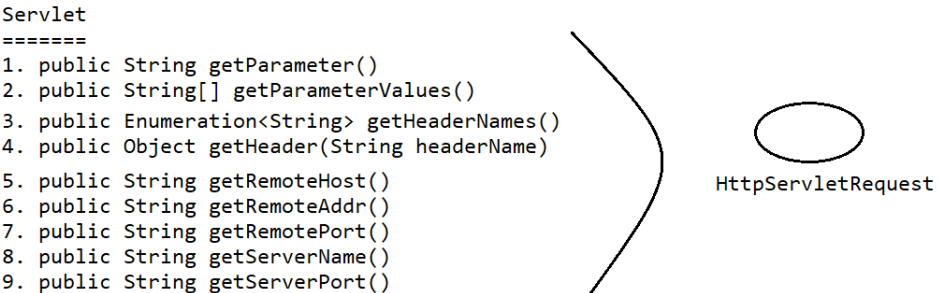 Servlet
=======
1. public String getParameter()
2. public String[] getParameterValues()
3. public Enumeration<String> getHeaderNames()
4. public Object getHeader(String headerName)
5. public String getRemoteHost()
6. public String getRemoteAddr()
7. public String getRemotePort()
8. public String getServerName()
9. public String getServerPort()
HttpServletRequest